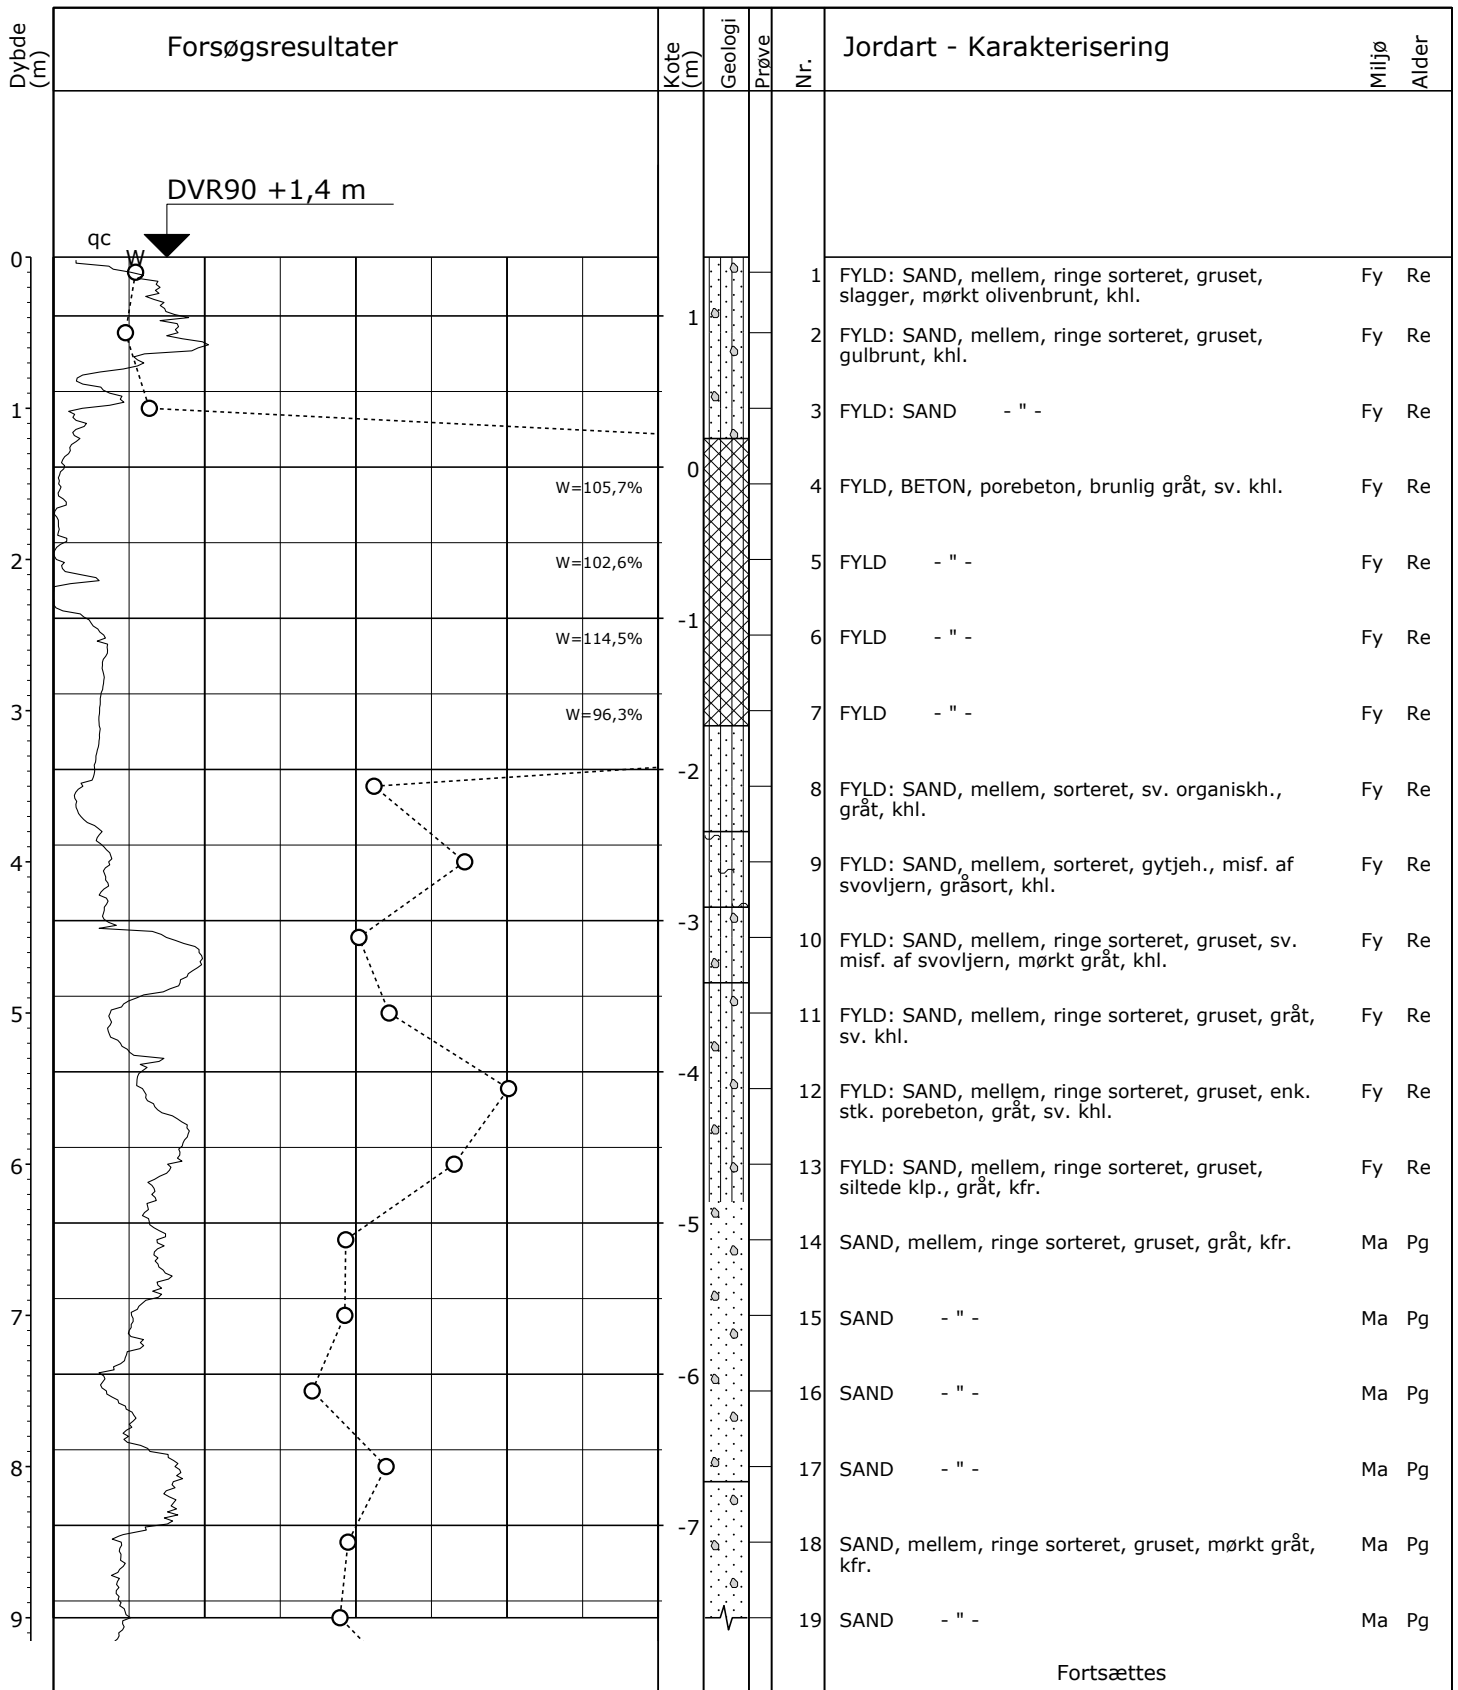 Dybde (m)
Forsøgsresultater
Kote (m)
Geologi
Prøve
Nr.
Jordart - Karakterisering
Miljø
Alder
DVR90 +1,4 m
qc
W
0
1 FYLD: SAND, mellem, ringe sorteret, gruset, Fy Re
slagger, mørkt olivenbrunt, khl.
1
2 FYLD: SAND, mellem, ringe sorteret, gruset, Fy Re
gulbrunt, khl.
1
3 FYLD: SAND - " - Fy Re
0
W=105,7%
4 FYLD, BETON, porebeton, brunlig gråt, sv. khl. Fy Re
2
W=102,6%
5 FYLD - " - Fy Re
-1
W=114,5%
6 FYLD - " - Fy Re
3
W=96,3%
7 FYLD - " - Fy Re
-2
8 FYLD: SAND, mellem, sorteret, sv. organiskh., Fy Re
gråt, khl.
4
9 FYLD: SAND, mellem, sorteret, gytjeh., misf. af Fy Re
svovljern, gråsort, khl.
-3
10 FYLD: SAND, mellem, ringe sorteret, gruset, sv. Fy Re
misf. af svovljern, mørkt gråt, khl.
5
11 FYLD: SAND, mellem, ringe sorteret, gruset, gråt, Fy Re
sv. khl.
-4
12 FYLD: SAND, mellem, ringe sorteret, gruset, enk. Fy Re
stk. porebeton, gråt, sv. khl.
6
13 FYLD: SAND, mellem, ringe sorteret, gruset, Fy Re
siltede klp., gråt, kfr.
-5
14 SAND, mellem, ringe sorteret, gruset, gråt, kfr. Ma Pg
7
15 SAND - " - Ma Pg
-6
16 SAND - " - Ma Pg
8
17 SAND - " - Ma Pg
-7
18 SAND, mellem, ringe sorteret, gruset, mørkt gråt, Ma Pg
kfr.
9
19 SAND - " - Ma Pg
Fortsættes